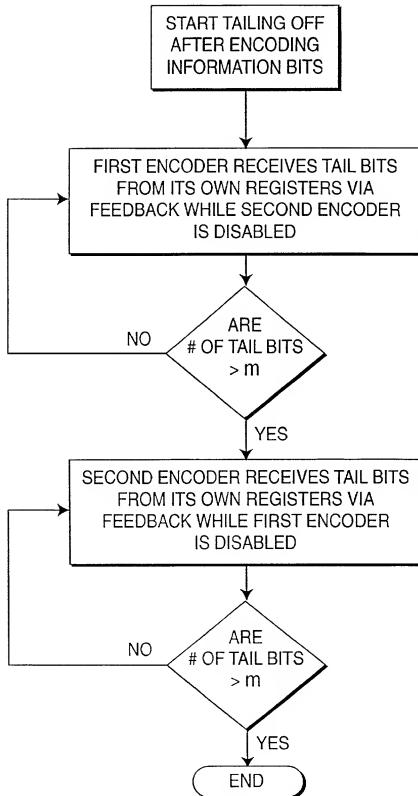 START TAILING OFF
AFTER ENCODING
INFORMATION BITS
FIRST ENCODER RECEIVES TAIL BITS
FROM ITS OWN REGISTERS VIA
FEEDBACK WHILE SECOND ENCODER
IS DISABLED
ARE
# OF TAIL BITS
> m
NO
YES
SECOND ENCODER RECEIVES TAIL BITS
FROM ITS OWN REGISTERS VIA
FEEDBACK WHILE FIRST ENCODER
IS DISABLED
ARE
# OF TAIL BITS
> m
NO
YES
END